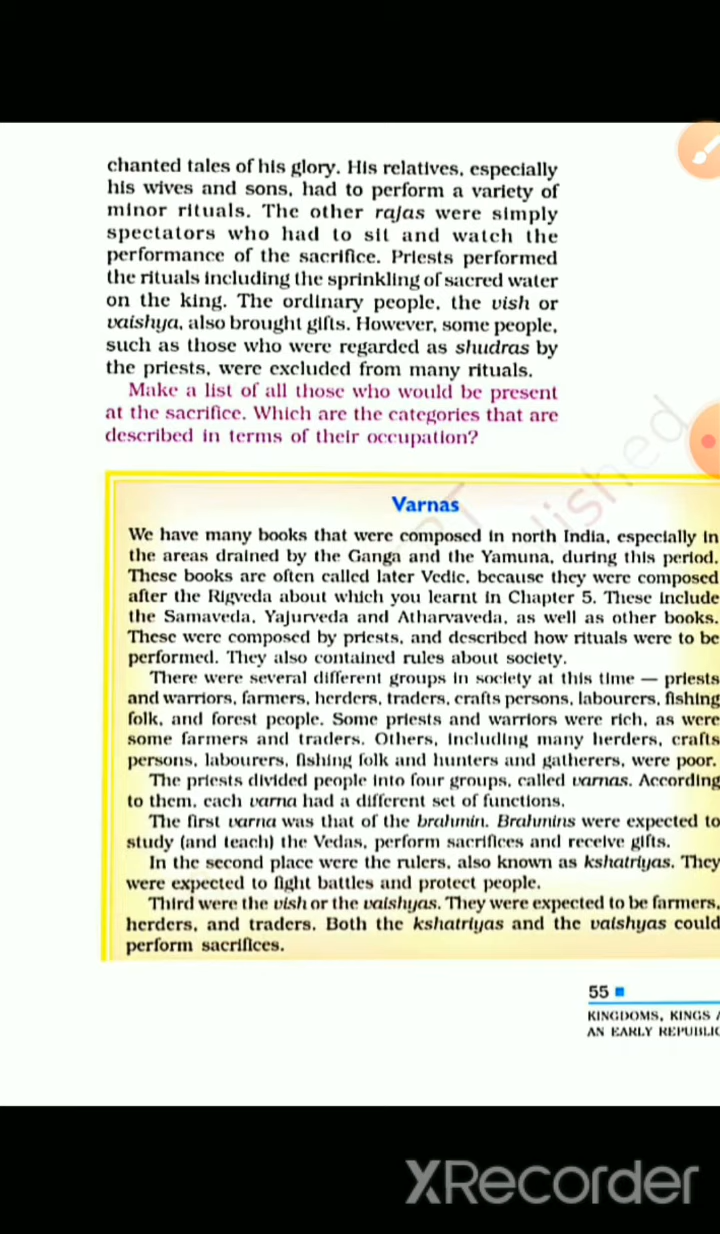 chanted tales of his glory. His relatives, especially
his wives and sons, had to perform a variety of
minor rituals. The other rajas were simply
spectators who had to sit and watch the
performance of the sacrifice. Priests performed
the rituals including the sprinkling of sacred water
on the king. The ordinary people, the vish or
vaishya, also brought gifts. However, some people,
such as those who were regarded as shudras by
the priests, were excluded from many rituals.
Make a list of all those who would be present
at the sacrifice. Which are the categories that are
described in terms of their occupation?
Varnas
We have many books that were composed in north India, especially in
the areas drained by the Ganga and the Yamuna, during this period.
These books are often called later Vedic, because they were composed
after the Rigveda about which you learnt in Chapter 5. These include
the Samaveda, Yajurveda and Atharvaveda, as well as other books.
These were composed by priests, and described how rituals were to be
performed. They also contained rules about society.
There were several different groups in society at this time — priests
and warriors, farmers, herders, traders, crafts persons, labourers, fishing
folk, and forest people. Some priests and warriors were rich, as were
some farmers and traders. Others, including many herders, crafts
persons, labourers, fishing folk and hunters and gatherers, were poor.
The priests divided people into four groups, called varnas. According
to them, each varna had a different set of functions.
The first varna was that of the brahmin. Brahmins were expected to
study (and teach) the Vedas, perform sacrifices and receive gifts.
In the second place were the rulers, also known as kshatriyas. They
were expected to fight battles and protect people.
Third were the vish or the vaishyas. They were expected to be farmers,
herders, and traders. Both the kshatriyas and the vaishyas could
perform sacrifices.
55
KINGDOMS, KINGS
AN EARLY REPUBLIC
XRecorder